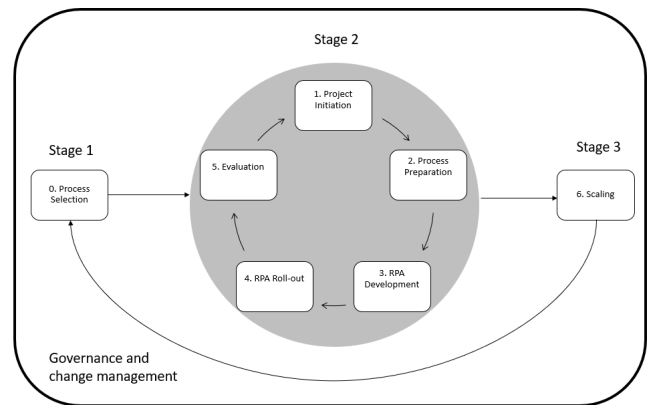 Stage 2
1. Project
Initiation
Stage 1
5. Evaluation
2. Process
Preparation
Stage 3
0. Process
Selection
6. Scaling
4. RPA Roll-out
3. RPA
Development
Governance and
change management